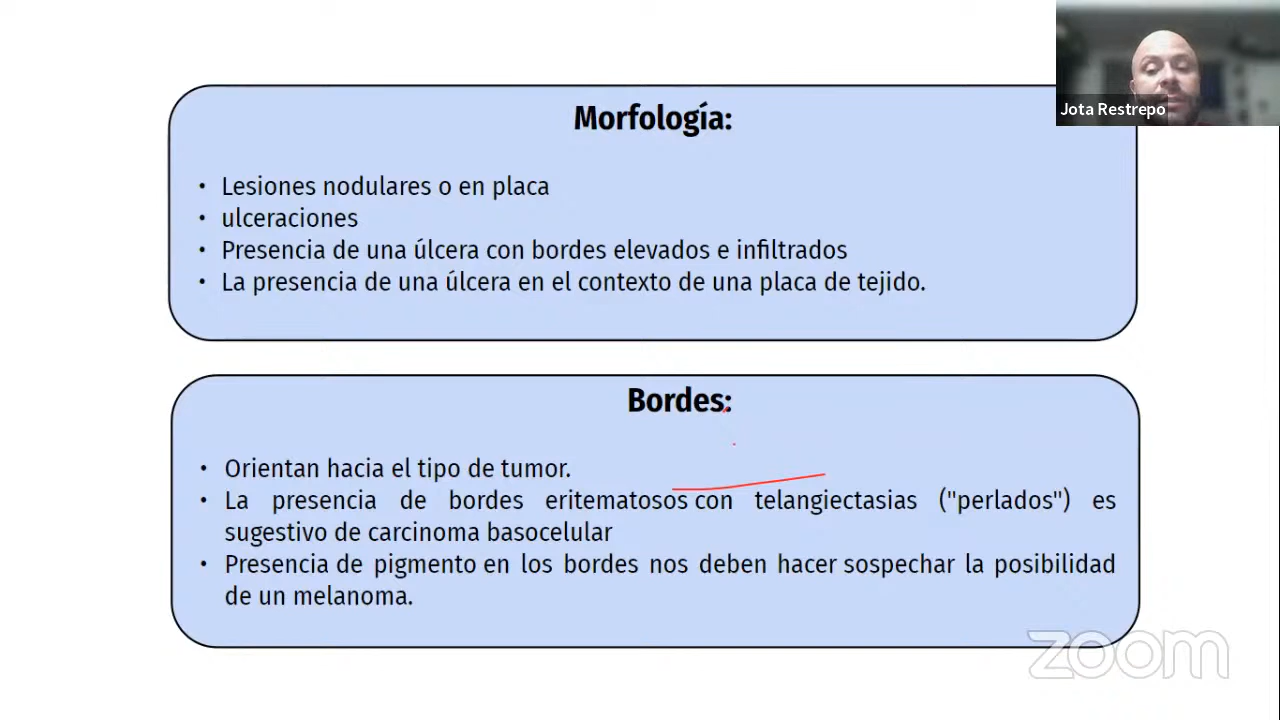 Jota Restrepo
Morfología:
• Lesiones nodulares o en placa
• ulceraciones
• Presencia de una úlcera con bordes elevados e infiltrados
• La presencia de una úlcera en el contexto de una placa de tejido.
Bordes:
• Orientan hacia el tipo de tumor.
• La presencia de bordes eritematosos con telangiectasias ("perlados") es
sugestivo de carcinoma basocelular
• Presencia de pigmento en los bordes nos deben hacer sospechar la posibilidad
de un melanoma.
zoom